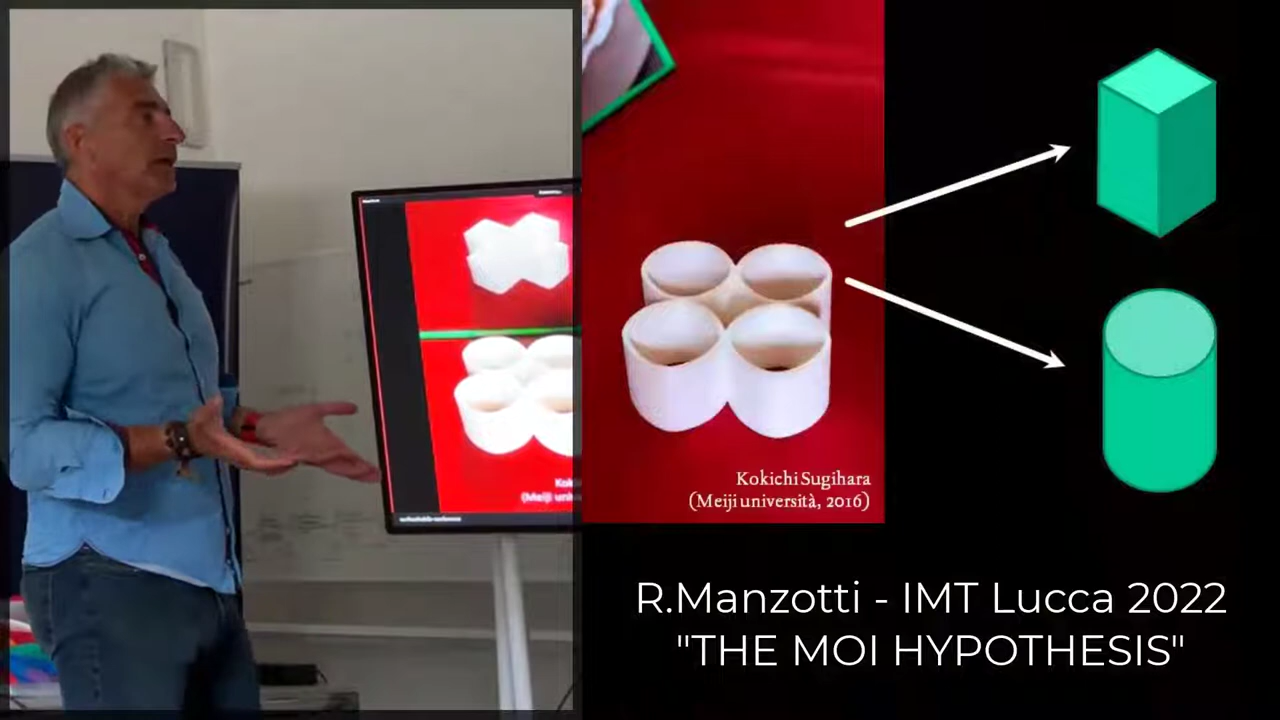 Kokichi Sugihara
(Meiji università, 2016)
R.Manzotti - IMT Lucca 2022
"THE MOI HYPOTHESIS"